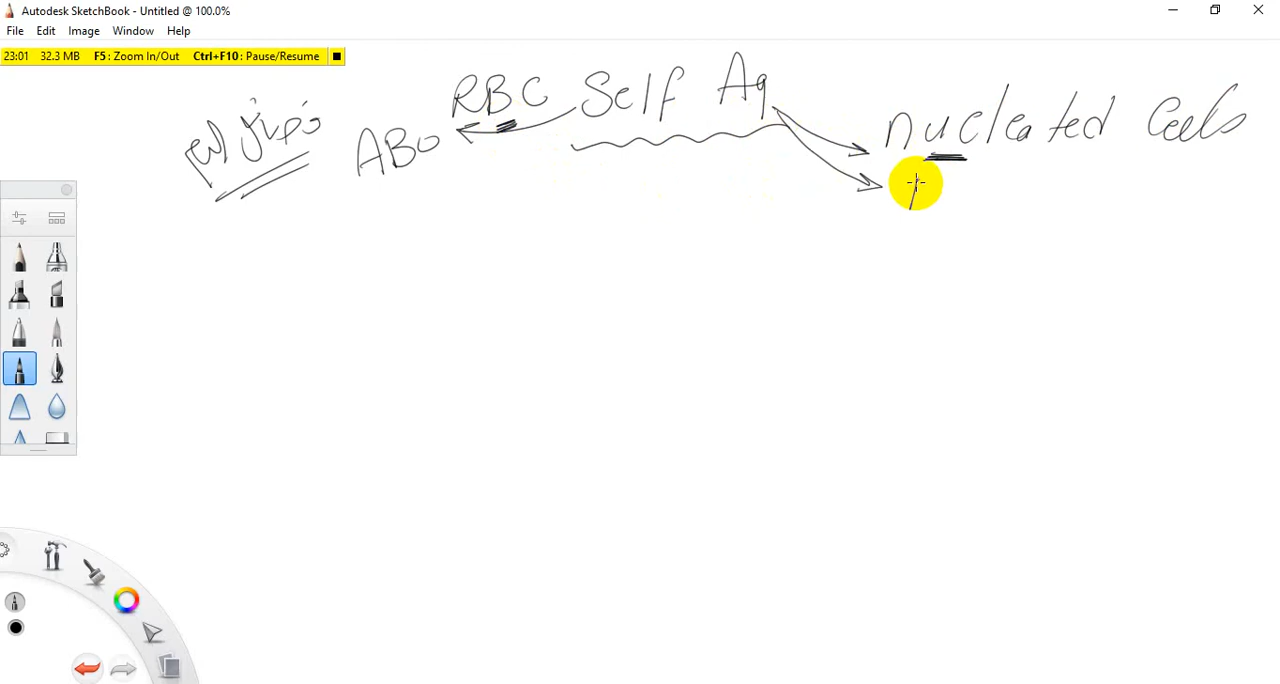 Autodesk SketchBook - Untitled @ 100.0%
File Edit Image Window Help
23:01 32.3 MB F5: Zoom In/Out Ctrl+F10: Pause/Resume
RBC Self Ag
ABO
nucleated Cells